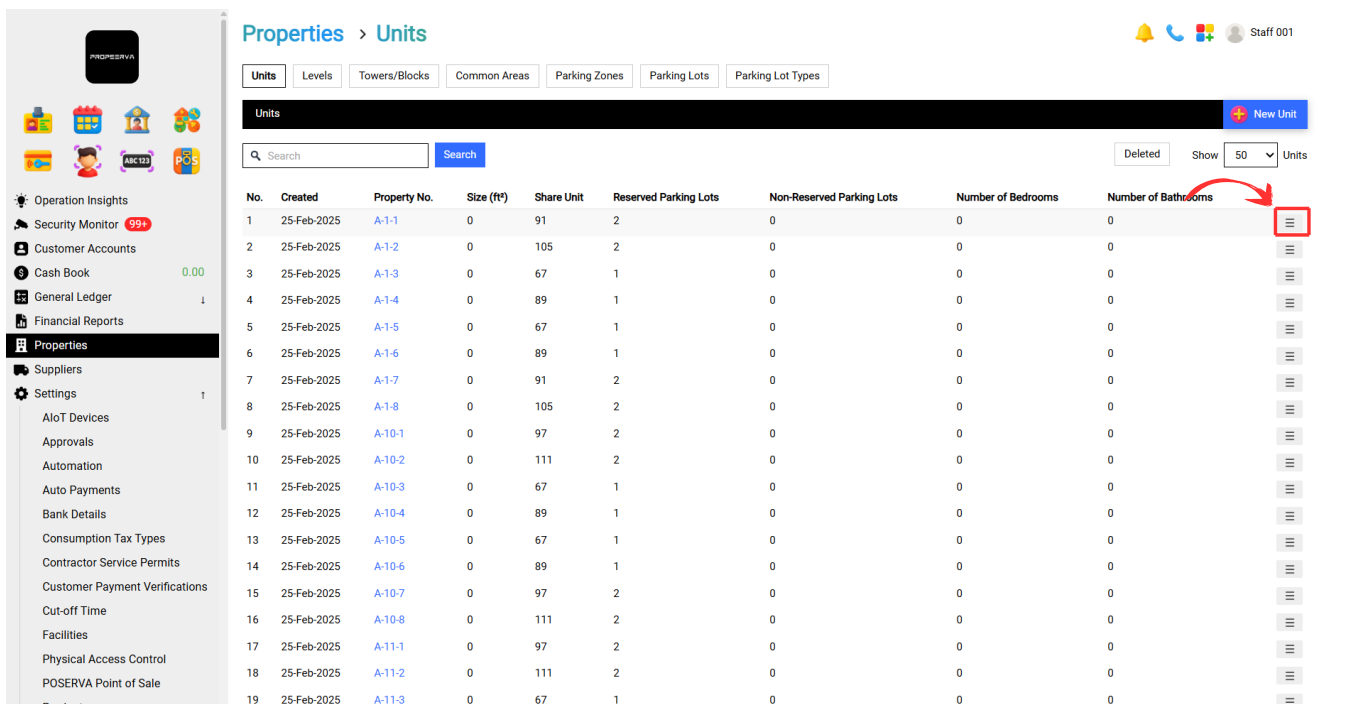 PROPEERVA
ABC 123
POS
Operation Insights
Security Monitor 99+
Customer Accounts
Cash Book 0.00
General Ledger ↓
Financial Reports
Properties
Suppliers
Settings ↑
AIoT Devices
Approvals
Automation
Auto Payments
Bank Details
Consumption Tax Types
Contractor Service Permits
Customer Payment Verifications
Cut-off Time
Facilities
Physical Access Control
POSERVA Point of Sale
Properties › Units
Staff 001
Units Levels Towers/Blocks Common Areas Parking Zones Parking Lots Parking Lot Types
Units New Unit
Search Search Deleted Show 50 Units
No. Created Property No. Size (ft²) Share Unit Reserved Parking Lots Non-Reserved Parking Lots Number of Bedrooms Number of Bathrooms
1 25-Feb-2025 A-1-1 0 91 2 0 0 0
2 25-Feb-2025 A-1-2 0 105 2 0 0 0
3 25-Feb-2025 A-1-3 0 67 1 0 0 0
4 25-Feb-2025 A-1-4 0 89 1 0 0 0
5 25-Feb-2025 A-1-5 0 67 1 0 0 0
6 25-Feb-2025 A-1-6 0 89 1 0 0 0
7 25-Feb-2025 A-1-7 0 91 2 0 0 0
8 25-Feb-2025 A-1-8 0 105 2 0 0 0
9 25-Feb-2025 A-10-1 0 97 2 0 0 0
10 25-Feb-2025 A-10-2 0 111 2 0 0 0
11 25-Feb-2025 A-10-3 0 67 1 0 0 0
12 25-Feb-2025 A-10-4 0 89 1 0 0 0
13 25-Feb-2025 A-10-5 0 67 1 0 0 0
14 25-Feb-2025 A-10-6 0 89 1 0 0 0
15 25-Feb-2025 A-10-7 0 97 2 0 0 0
16 25-Feb-2025 A-10-8 0 111 2 0 0 0
17 25-Feb-2025 A-11-1 0 97 2 0 0 0
18 25-Feb-2025 A-11-2 0 111 2 0 0 0
19 25-Feb-2025 A-11-3 0 67 1 0 0 0